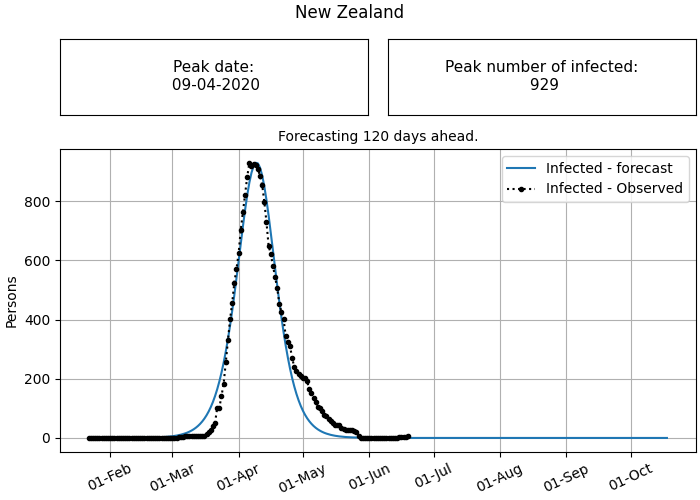 New Zealand
Peak date:
09-04-2020
Peak number of infected:
929
Forecasting 120 days ahead.
Infected - forecast
Infected - Observed
Persons
800
600
400
200
0
01-Feb
01-Mar
01-Apr
01-May
01-Jun
01-Jul
01-Aug
01-Sep
01-Oct